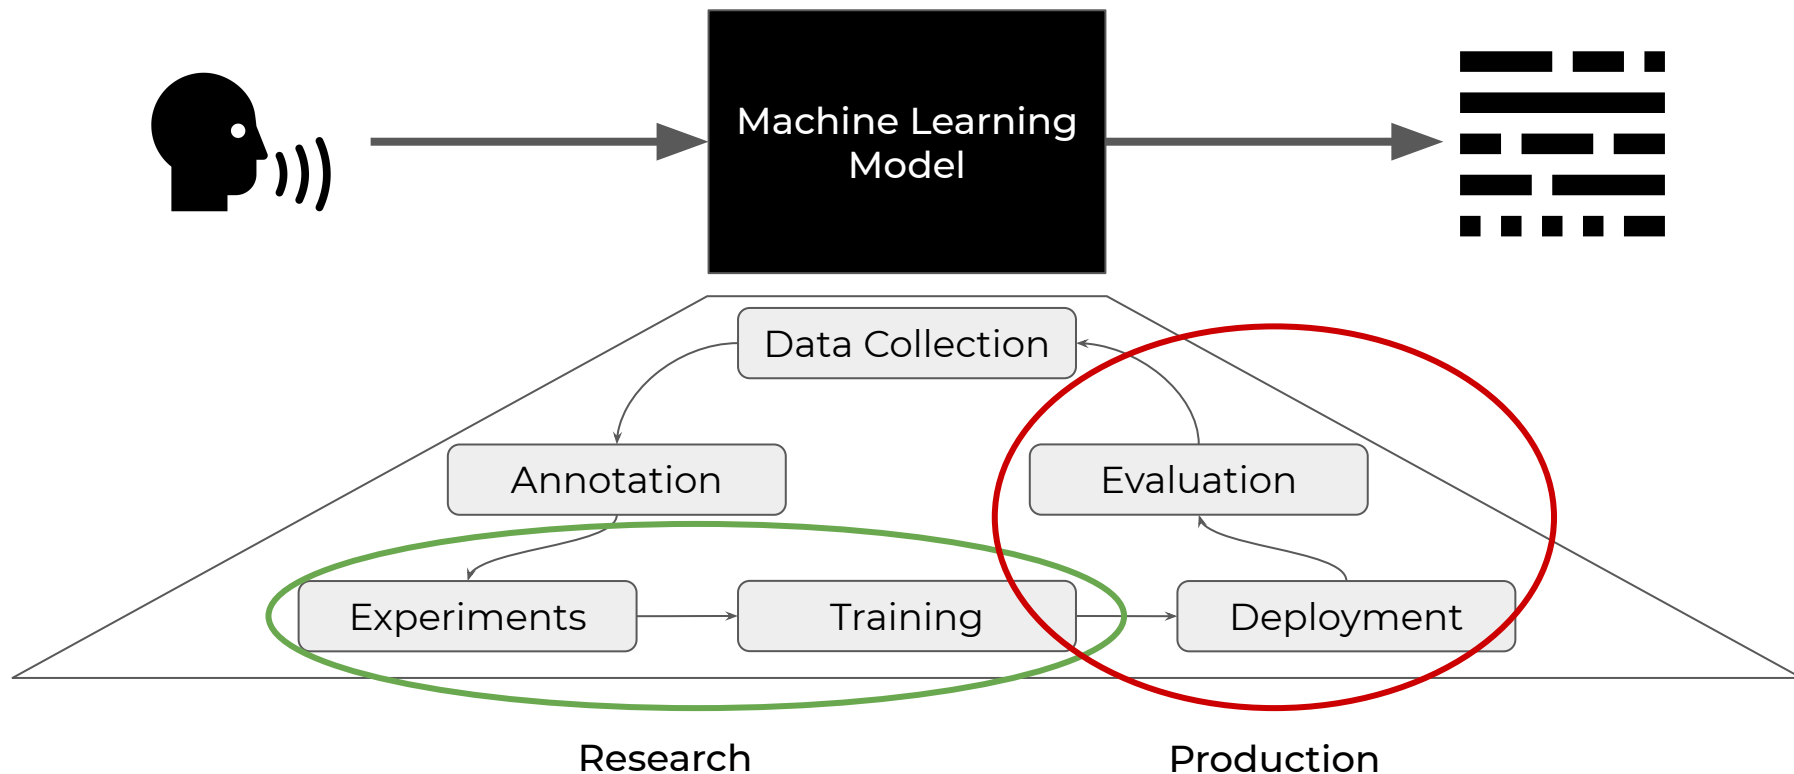 Machine Learning
Model
Data Collection
Annotation
Evaluation
Experiments
Training
Deployment
Research
Production